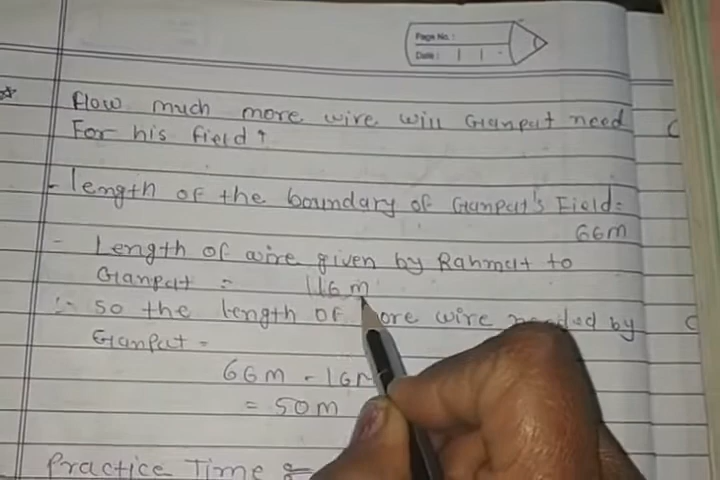 Page No. :
Date :
How much more wire will Ganpat need
For his field ?
- length of the boundary of Ganpat's Field =
66m
- Length of wire given by Rahmat to
Ganpat = 116 m
∴ so the length of more wire needed by
Ganpat =
66M - 16M
= 50M
Practice Time